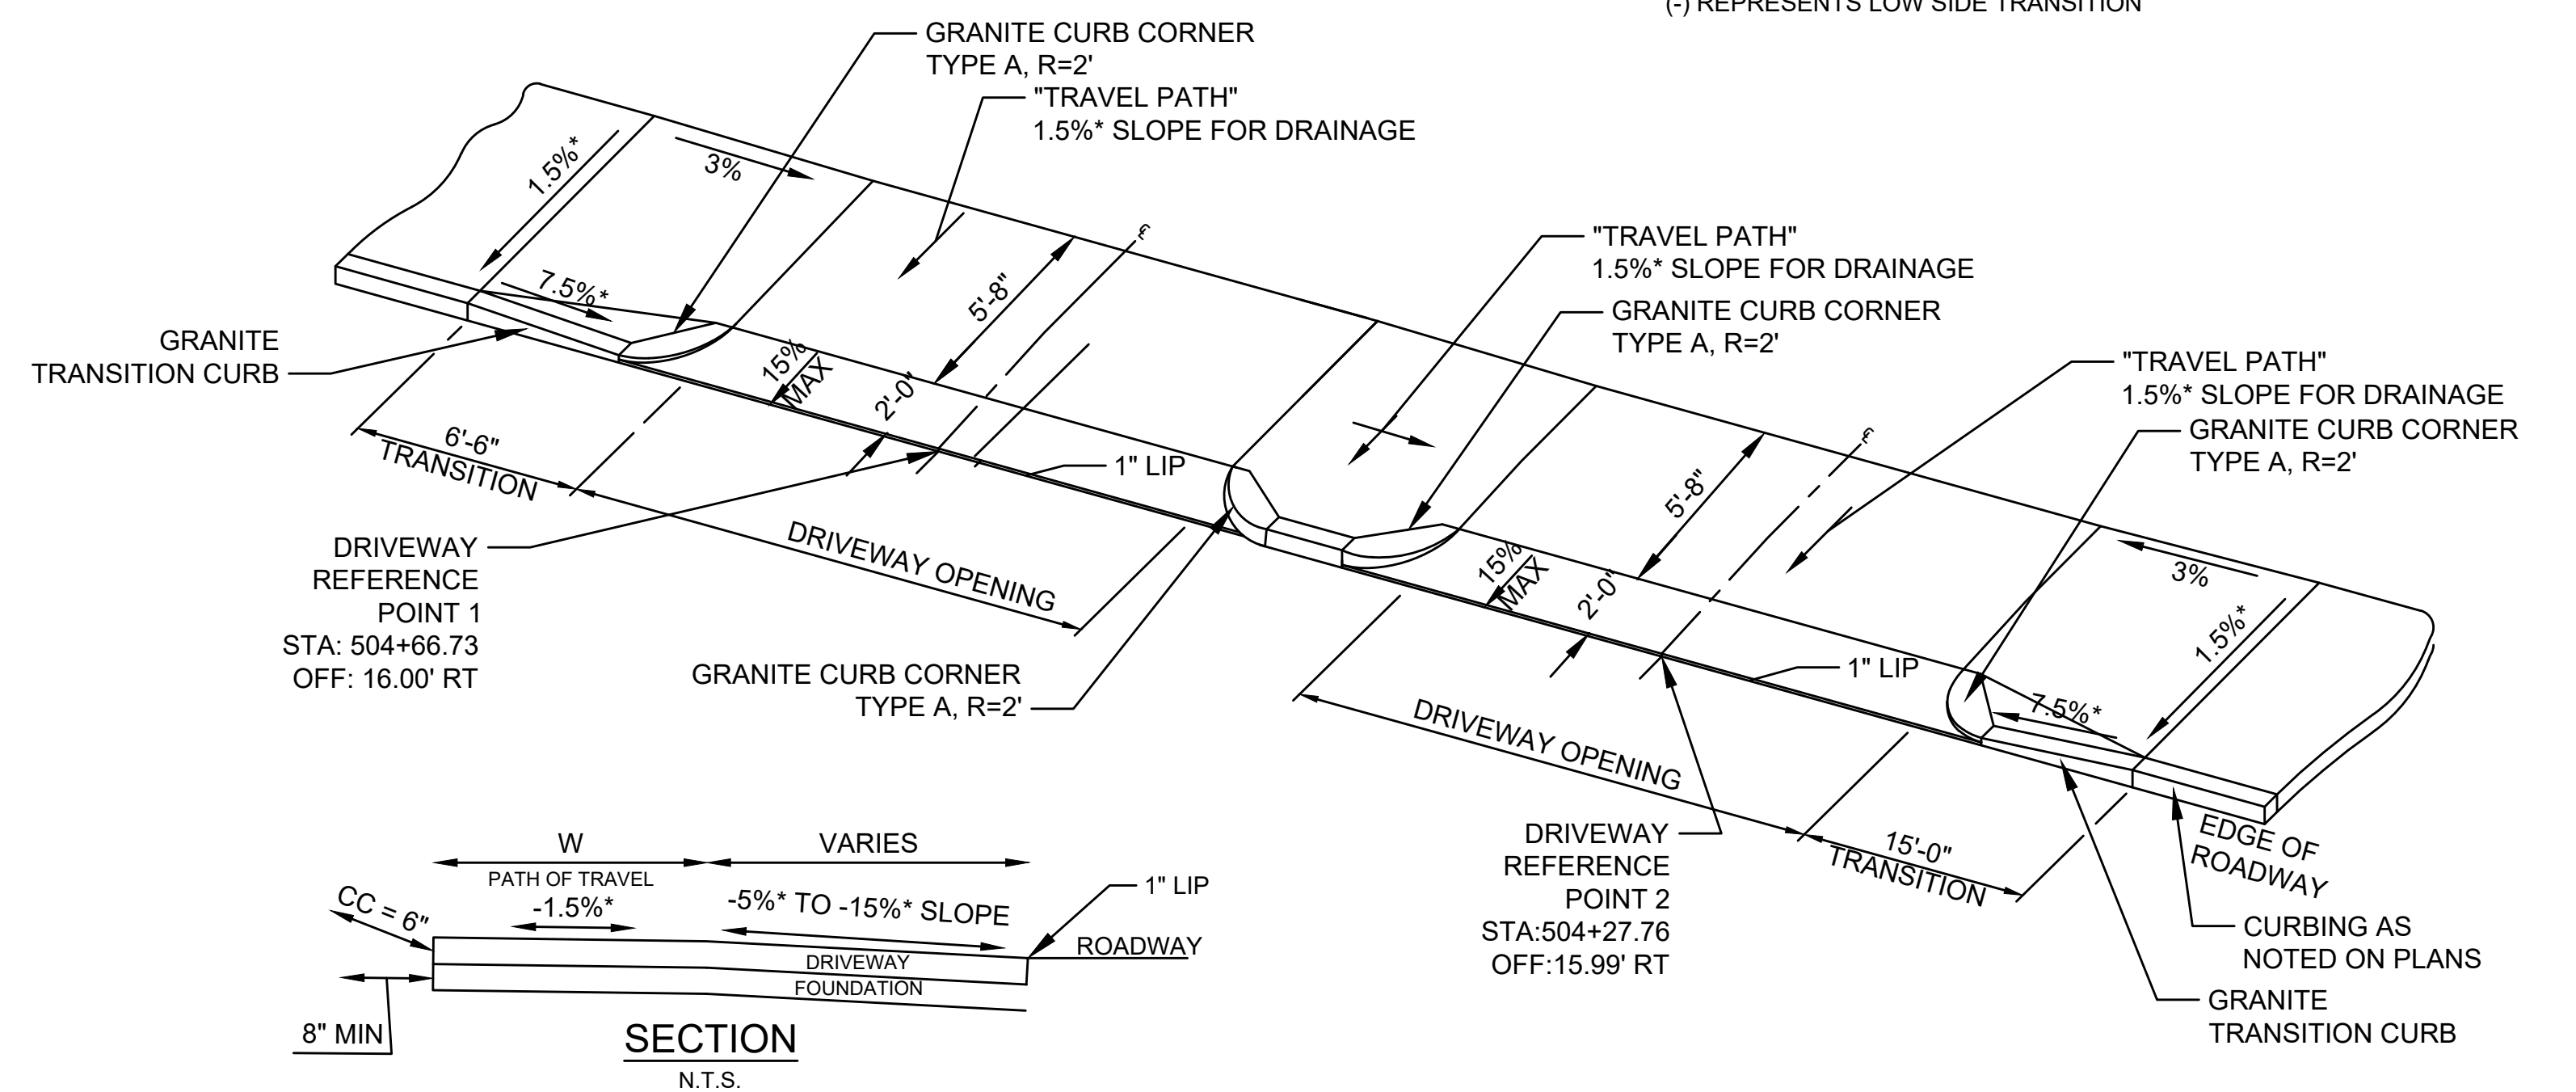 (-) REPRESENTS LOW SIDE TRANSITION
GRANITE CURB CORNER
TYPE A, R=2'
"TRAVEL PATH"
1.5%* SLOPE FOR DRAINAGE
1.5%*
3%
7.5%*
℄
5'-8"
GRANITE
TRANSITION CURB
15%
MAX
2'-0"
6'-6"
TRANSITION
1" LIP
DRIVEWAY OPENING
DRIVEWAY
REFERENCE
POINT 1
STA: 504+66.73
OFF: 16.00' RT
GRANITE CURB CORNER
TYPE A, R=2'
"TRAVEL PATH"
1.5%* SLOPE FOR DRAINAGE
GRANITE CURB CORNER
TYPE A, R=2'
"TRAVEL PATH"
1.5%* SLOPE FOR DRAINAGE
GRANITE CURB CORNER
TYPE A, R=2'
℄
5'-8"
15%
MAX
2'-0"
1" LIP
3%
1.5%*
7.5%*
DRIVEWAY OPENING
15'-0"
TRANSITION
EDGE OF
ROADWAY
DRIVEWAY
REFERENCE
POINT 2
STA:504+27.76
OFF:15.99' RT
CURBING AS
NOTED ON PLANS
GRANITE
TRANSITION CURB
W
VARIES
PATH OF TRAVEL
-1.5%*
-5%* TO -15%* SLOPE
1" LIP
CC = 6"
ROADWAY
DRIVEWAY
FOUNDATION
8" MIN
SECTION
N.T.S.